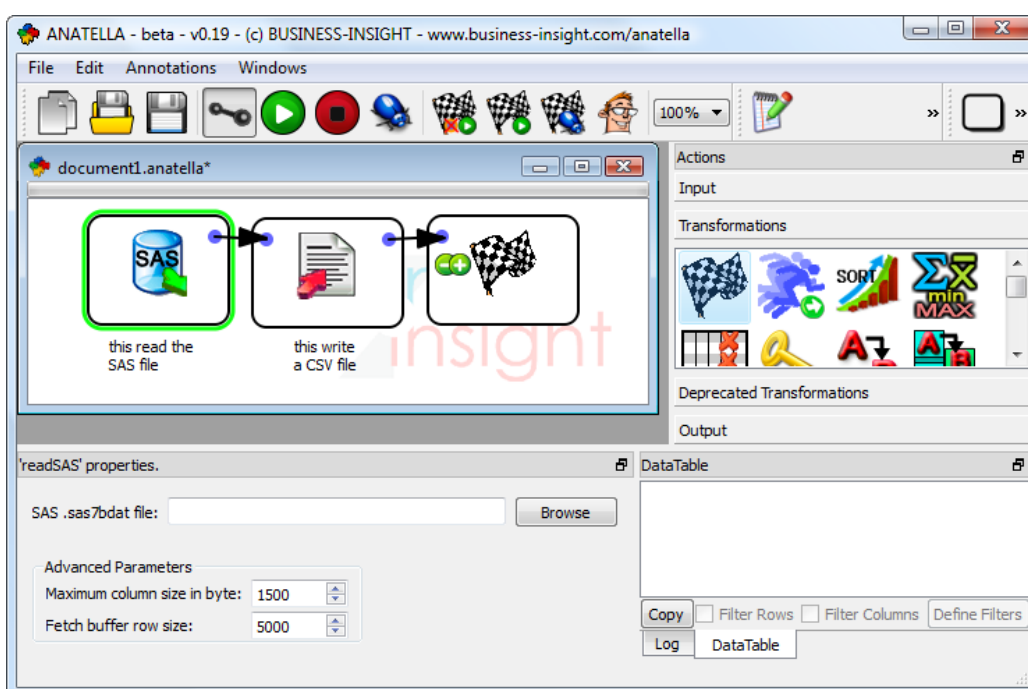 ANATELLA - beta - v0.19 - (c) BUSINESS-INSIGHT - www.business-insight.com/anatella
File Edit Annotations Windows
100%
»
»
document1.anatella*
Actions
Input
Transformations
SAS
SORT
min
MAX
A
A
insight
this read the
SAS file
this write
a CSV file
Deprecated Transformations
Output
'readSAS' properties.
DataTable
SAS .sas7bdat file:
Browse
Advanced Parameters
Maximum column size in byte: 1500
Fetch buffer row size: 5000
Copy Filter Rows Filter Columns Define Filters
Log DataTable